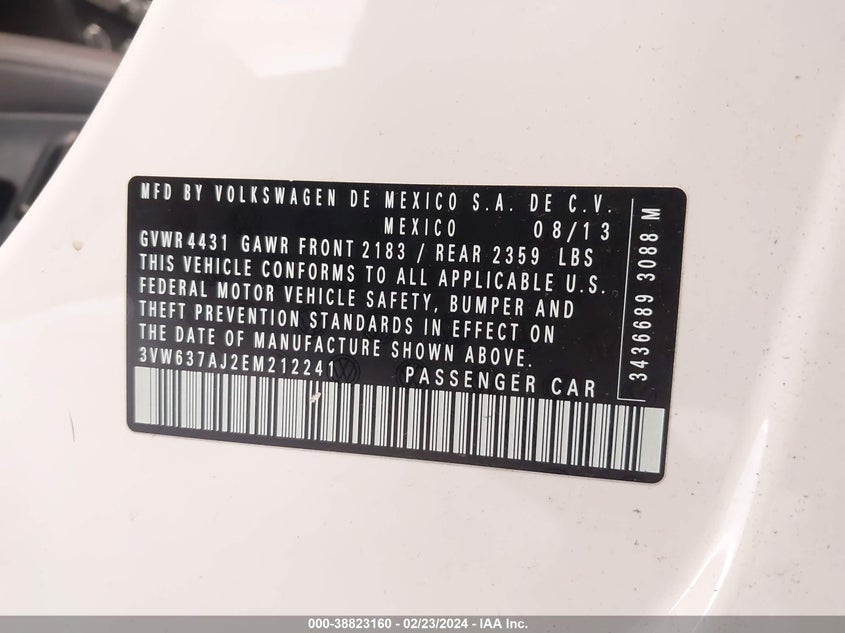 MFD BY VOLKSWAGEN DE MEXICO S.A. DE C.V.
MEXICO 08/13
GVWR4431 GAWR FRONT 2183 / REAR 2359 LBS
THIS VEHICLE CONFORMS TO ALL APPLICABLE U.S.
FEDERAL MOTOR VEHICLE SAFETY, BUMPER AND
THEFT PREVENTION STANDARDS IN EFFECT ON
THE DATE OF MANUFACTURE SHOWN ABOVE.
3VW637AJ2EM212241 PASSENGER CAR
3436689 3088 M
000-38823160 - 02/23/2024 - IAA Inc.